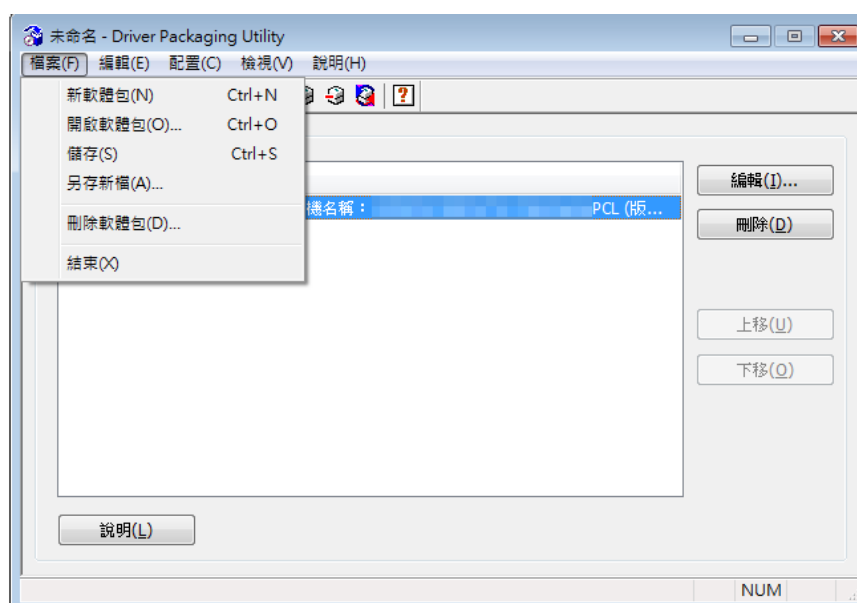 未命名 - Driver Packaging Utility
檔案(F) 編輯(E) 配置(C) 檢視(V) 說明(H)
新軟體包(N) Ctrl+N
開啟軟體包(O)... Ctrl+O
儲存(S) Ctrl+S
另存新檔(A)...
刪除軟體包(D)...
結束(X)
機名稱：
PCL (版...
編輯(I)...
刪除(D)
上移(U)
下移(O)
說明(L)
NUM